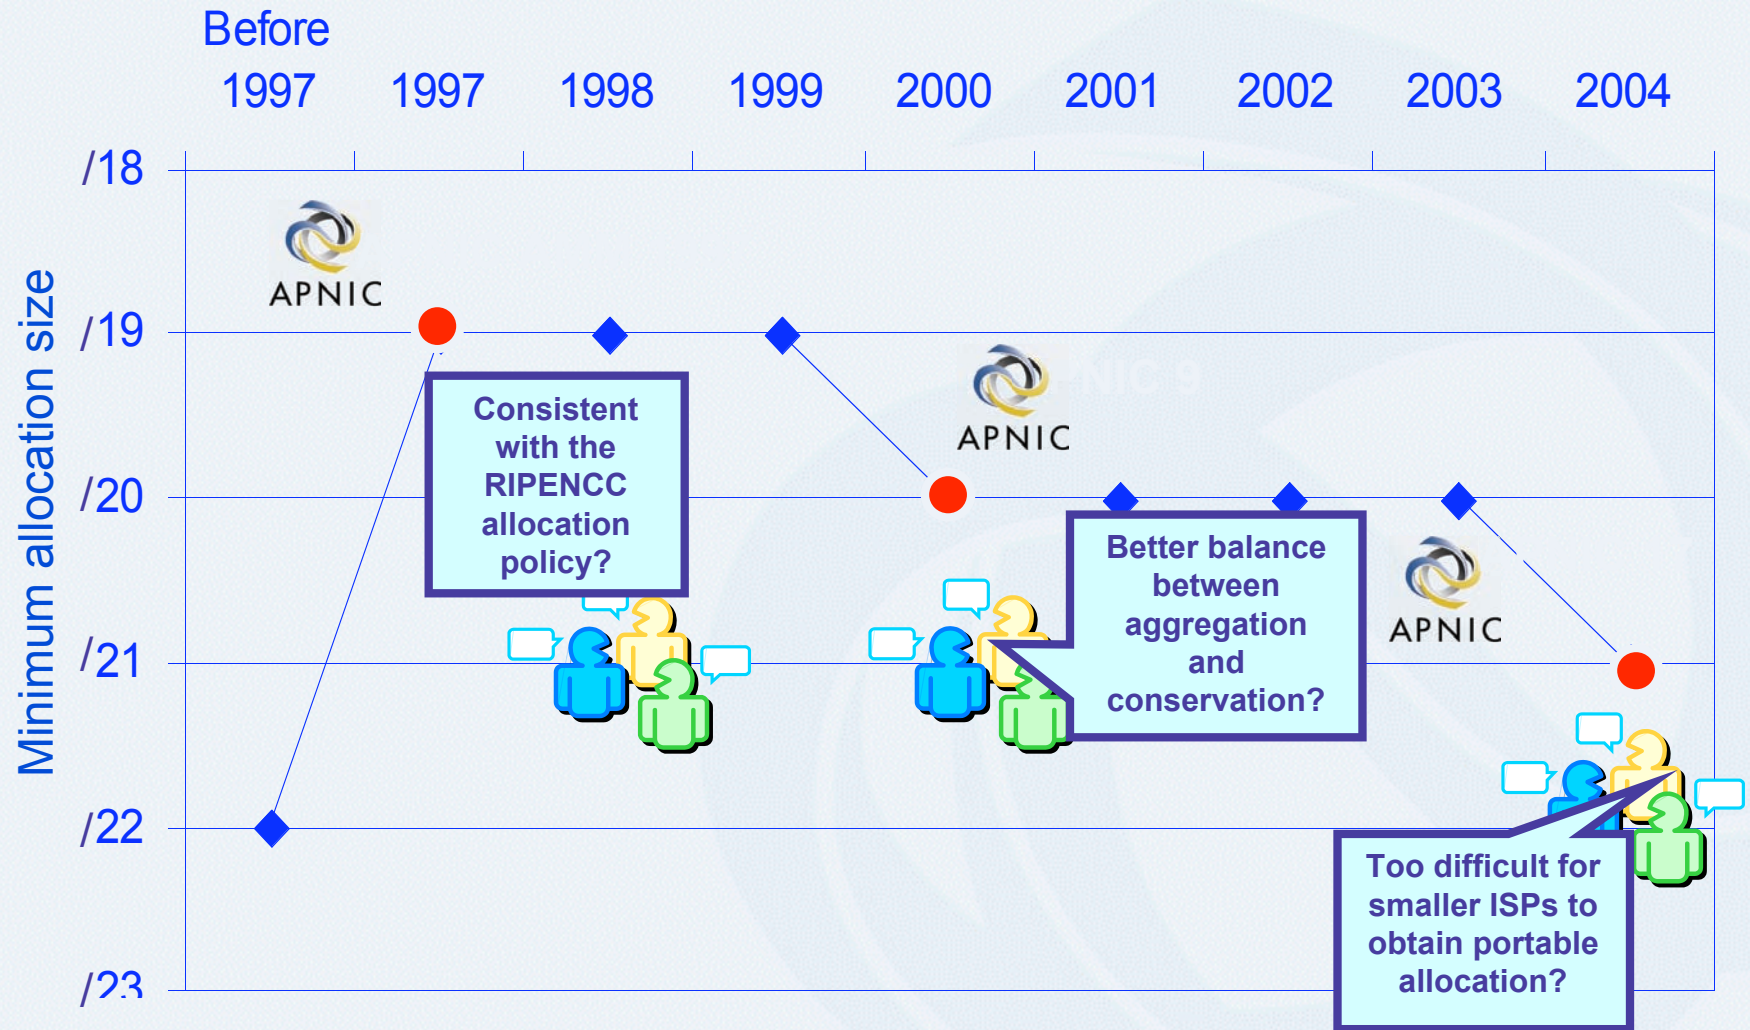 Before
1997 1997 1998 1999 2000 2001 2002 2003 2004
Minimum allocation size
/18
/19
/20
/21
/22
/23
APNIC
APNIC
NIC 9
APNIC
Consistent
with the
RIPENCC
allocation
policy?
Better balance
between
aggregation
and
conservation?
Too difficult for
smaller ISPs to
obtain portable
allocation?